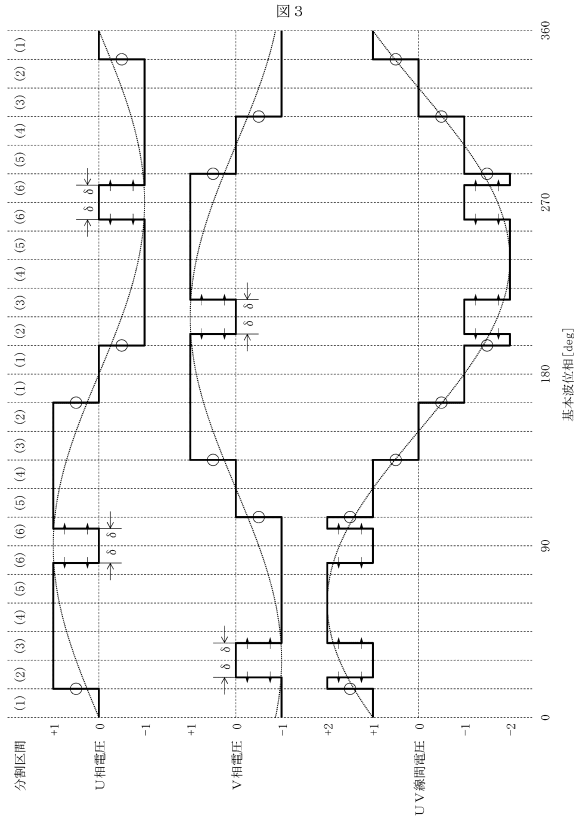 図3
分割区間 (1) (2) (3) (4) (5) (6) (6) (5) (4) (3) (2) (1) (1) (2) (3) (4) (5) (6) (6) (5) (4) (3) (2) (1)
+1
δ δ
U相電圧 0
-1
δ δ
+1
δ δ
V相電圧 0
δ δ
-1
+2
+1
UV線間電圧 0
-1
-2
0 90 180 270 360
基本波位相[deg]